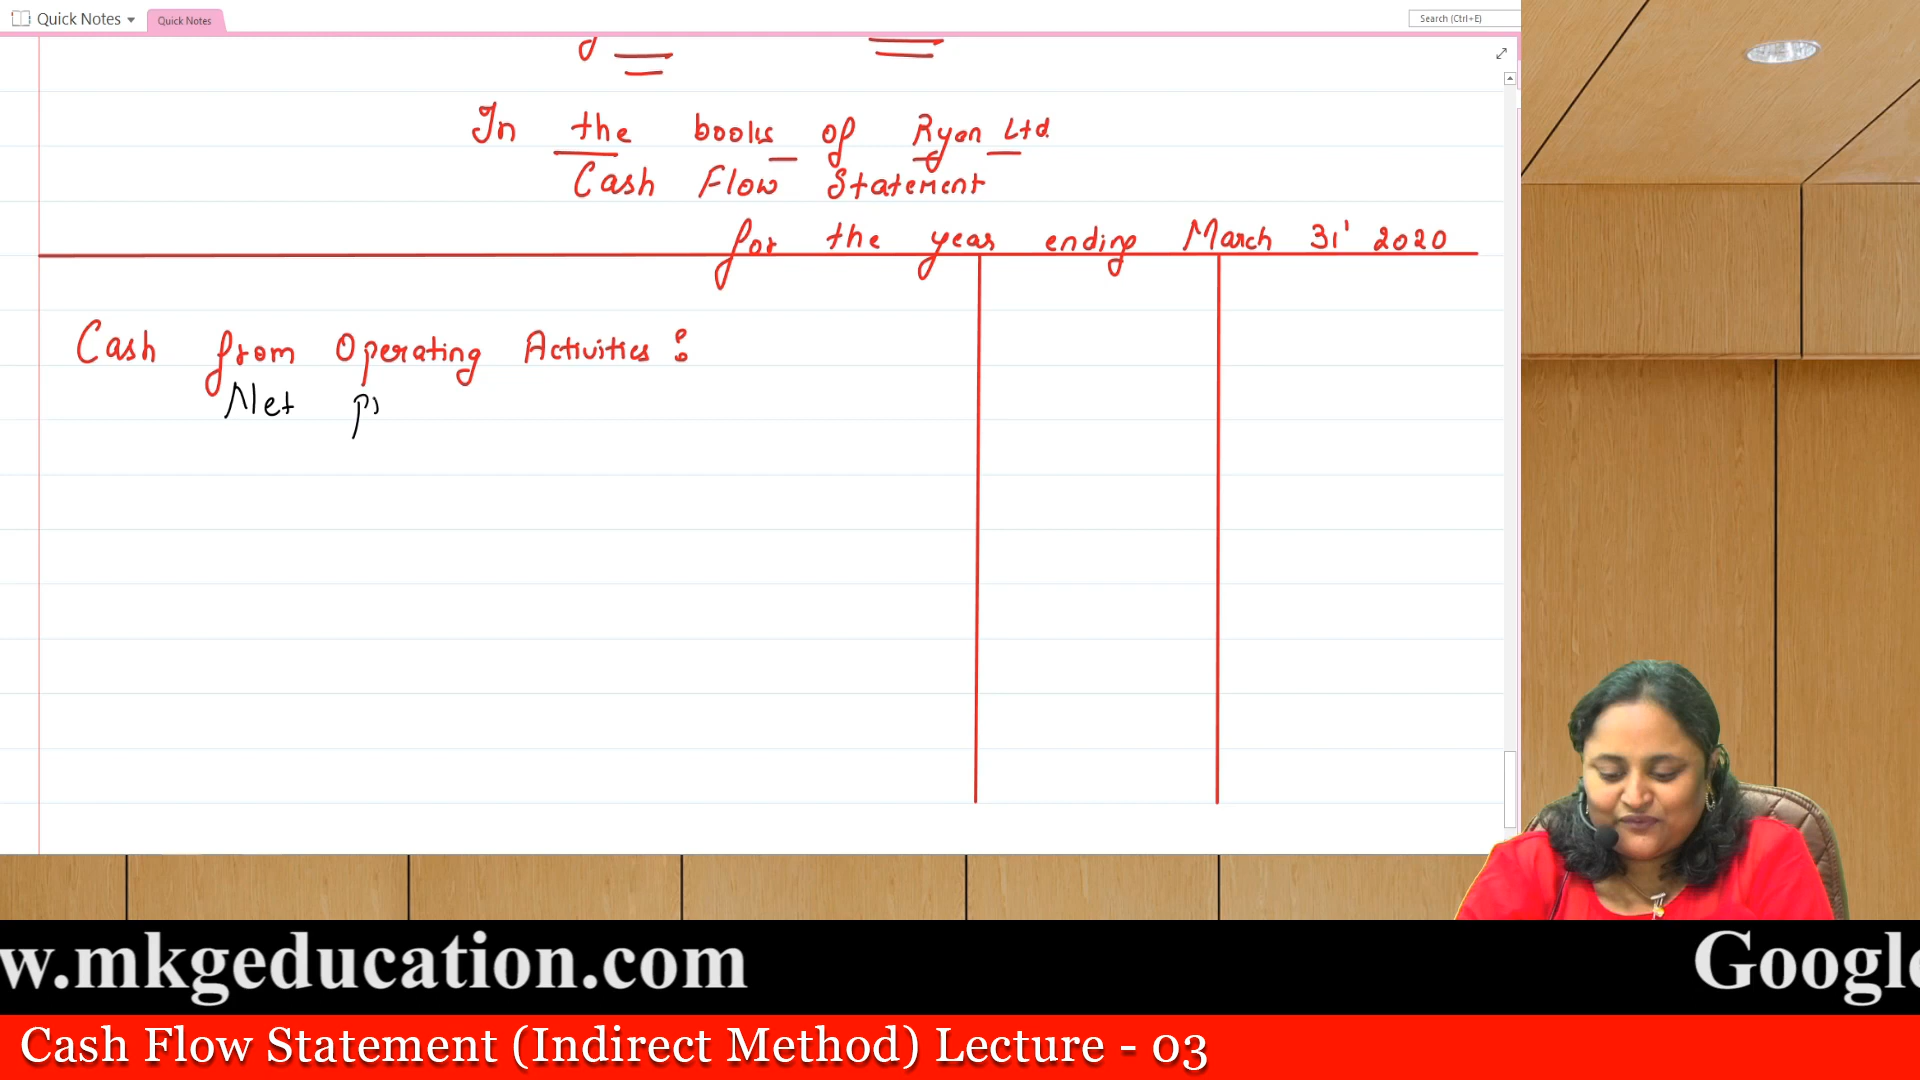 Quick Notes
Quick Notes
Search (Ctrl+E)
In the books of Ryan Ltd.
Cash Flow Statement
for the year ending March 31' 2020
Cash from Operating Activities :
Net
w.mkgeducation.com
Google
Cash Flow Statement (Indirect Method) Lecture - 03